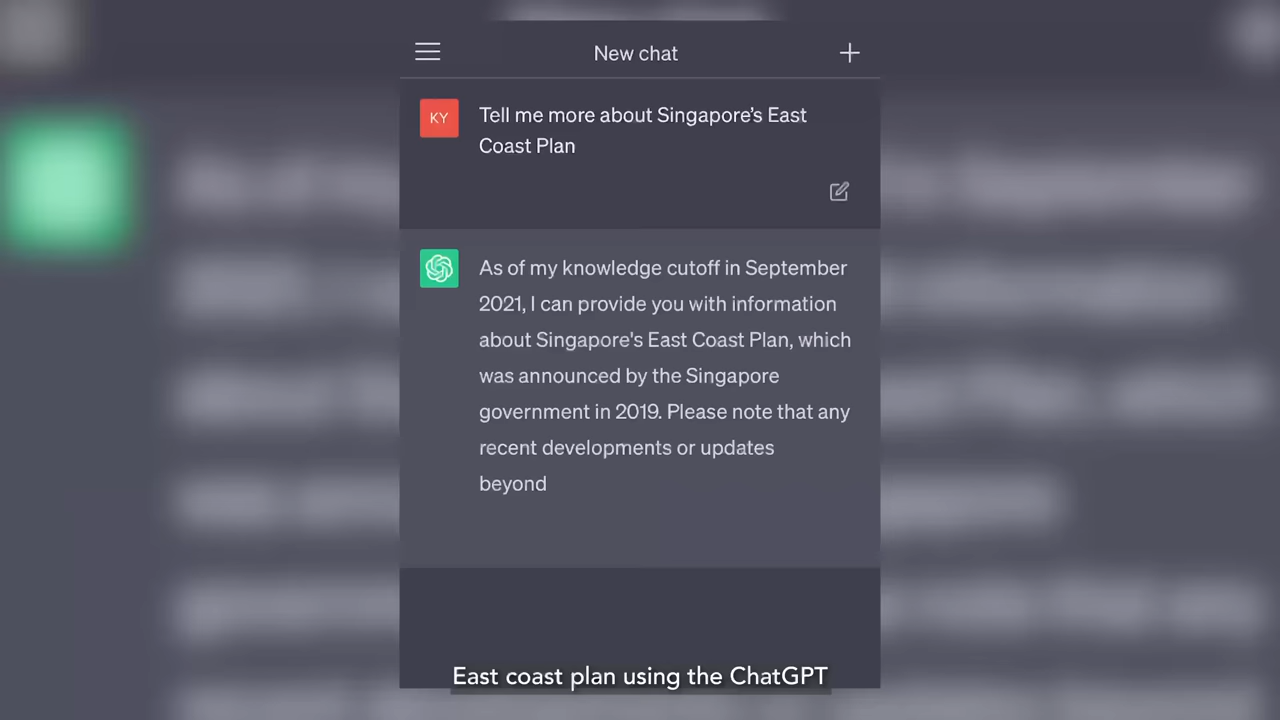 New chat
KY
Tell me more about Singapore’s East
Coast Plan
As of my knowledge cutoff in September
2021, I can provide you with information
about Singapore's East Coast Plan, which
was announced by the Singapore
government in 2019. Please note that any
recent developments or updates
beyond
East coast plan using the ChatGPT